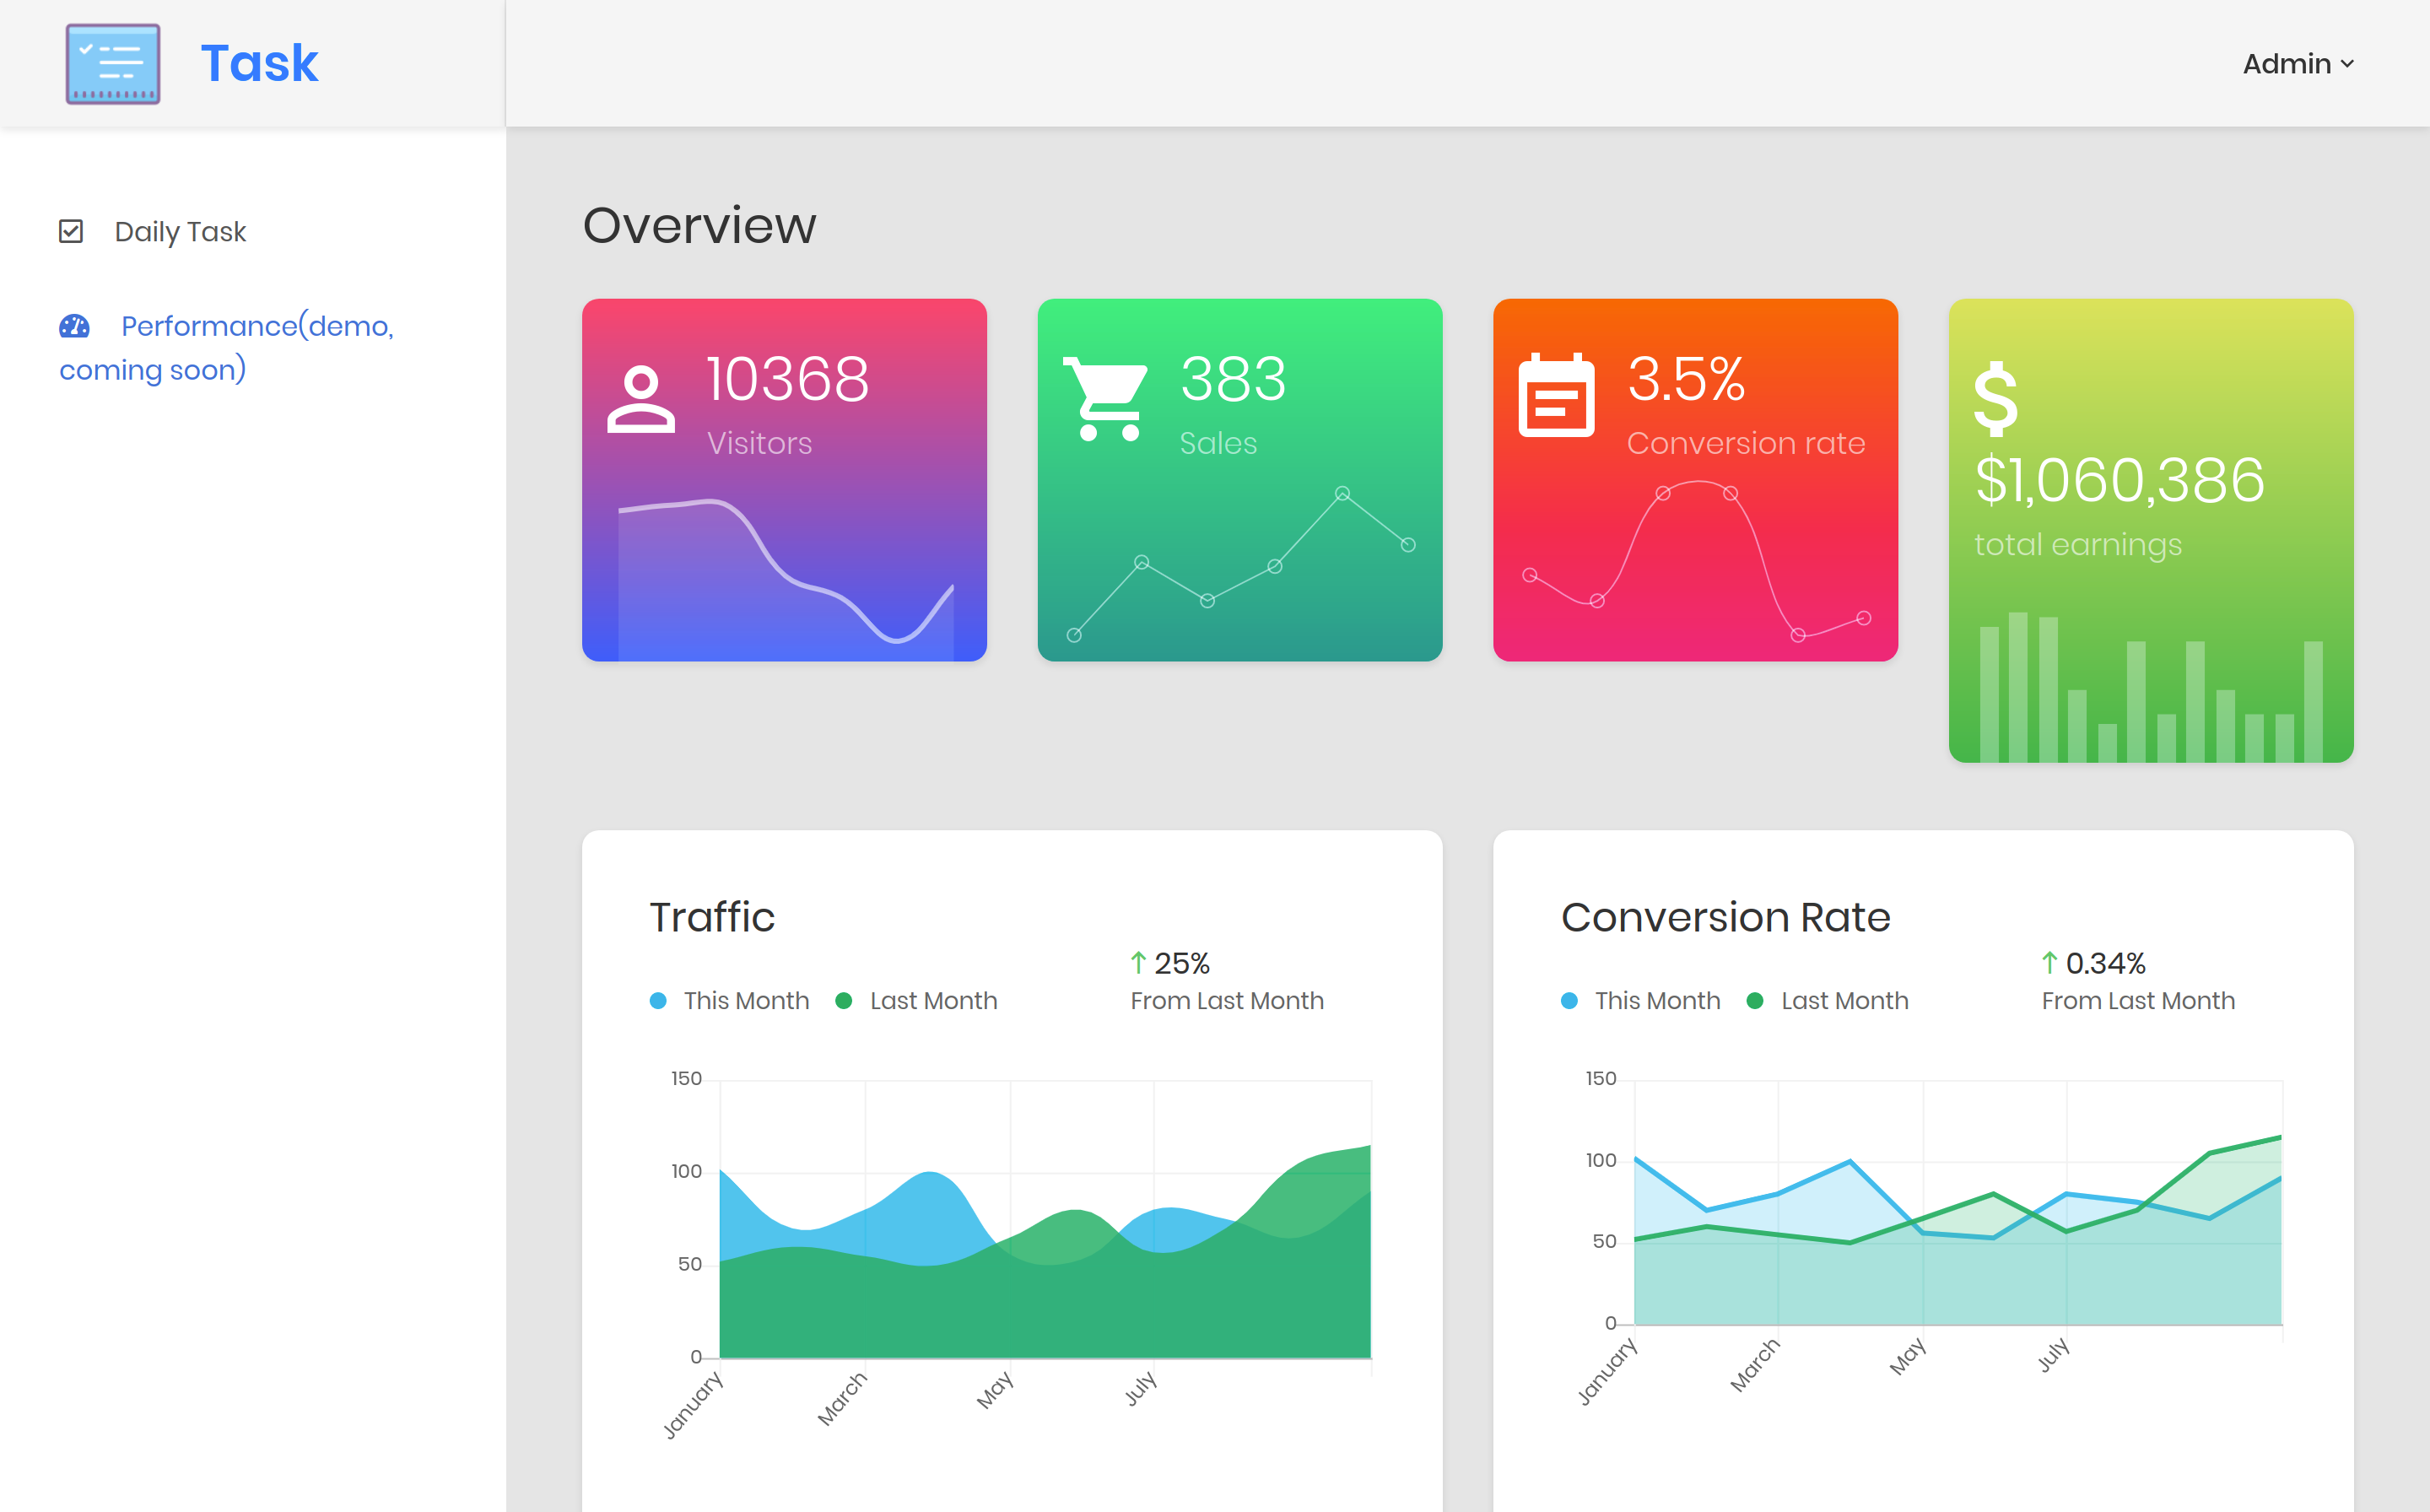 Task
Admin
Daily Task
Performance(demo,
coming soon)
Overview
10368
Visitors
383
Sales
3.5%
Conversion rate
$1,060,386
total earnings
Traffic
25%
This Month
Last Month
From Last Month
150
100
50
0
January
March
May
July
Conversion Rate
0.34%
This Month
Last Month
From Last Month
150
100
50
0
January
March
May
July